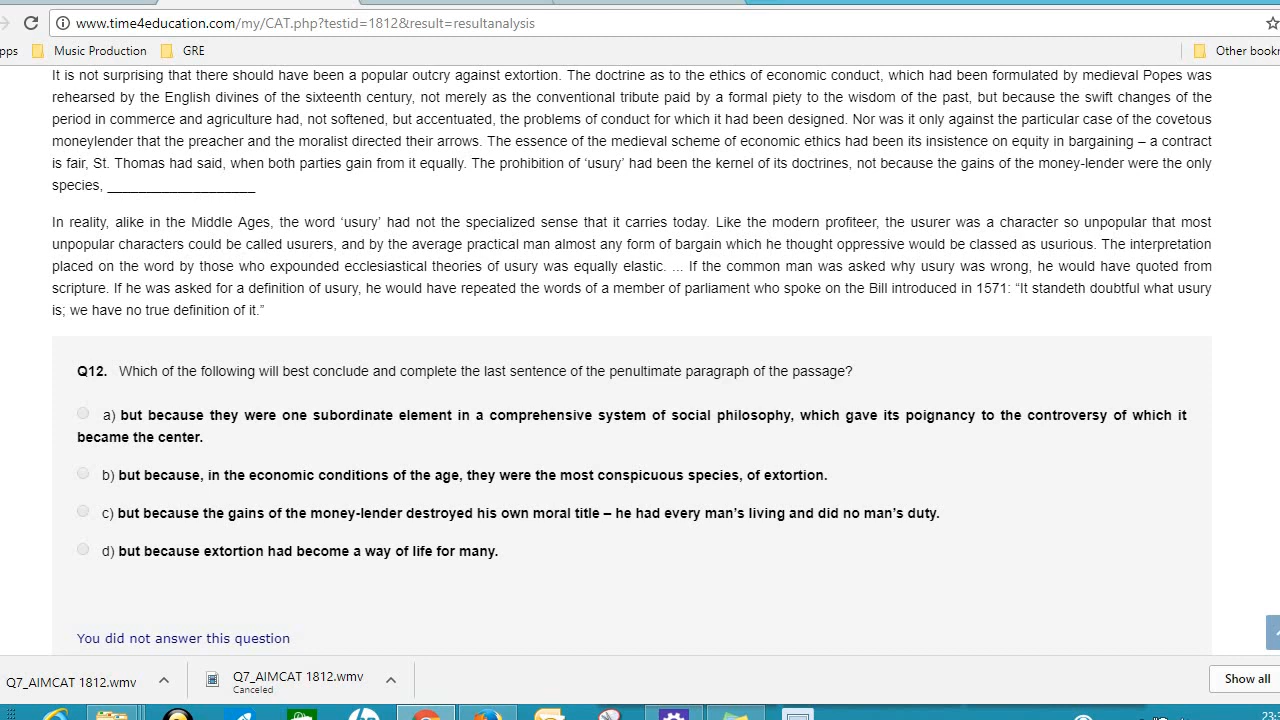 www.time4education.com/my/CAT.php?testid=1812&result=resultanalysis
pps Music Production GRE Other bookr
It is not surprising that there should have been a popular outcry against extortion. The doctrine as to the ethics of economic conduct, which had been formulated by medieval Popes was
rehearsed by the English divines of the sixteenth century, not merely as the conventional tribute paid by a formal piety to the wisdom of the past, but because the swift changes of the
period in commerce and agriculture had, not softened, but accentuated, the problems of conduct for which it had been designed. Nor was it only against the particular case of the covetous
moneylender that the preacher and the moralist directed their arrows. The essence of the medieval scheme of economic ethics had been its insistence on equity in bargaining – a contract
is fair, St. Thomas had said, when both parties gain from it equally. The prohibition of ‘usury’ had been the kernel of its doctrines, not because the gains of the money-lender were the only
species, ___________________
In reality, alike in the Middle Ages, the word ‘usury’ had not the specialized sense that it carries today. Like the modern profiteer, the usurer was a character so unpopular that most
unpopular characters could be called usurers, and by the average practical man almost any form of bargain which he thought oppressive would be classed as usurious. The interpretation
placed on the word by those who expounded ecclesiastical theories of usury was equally elastic. ... If the common man was asked why usury was wrong, he would have quoted from
scripture. If he was asked for a definition of usury, he would have repeated the words of a member of parliament who spoke on the Bill introduced in 1571: “It standeth doubtful what usury
is; we have no true definition of it.”
Q12. Which of the following will best conclude and complete the last sentence of the penultimate paragraph of the passage?
a) but because they were one subordinate element in a comprehensive system of social philosophy, which gave its poignancy to the controversy of which it
became the center.
b) but because, in the economic conditions of the age, they were the most conspicuous species, of extortion.
c) but because the gains of the money-lender destroyed his own moral title – he had every man’s living and did no man’s duty.
d) but because extortion had become a way of life for many.
You did not answer this question
Q7_AIMCAT 1812.wmv
Q7_AIMCAT 1812.wmv
Canceled
Show all